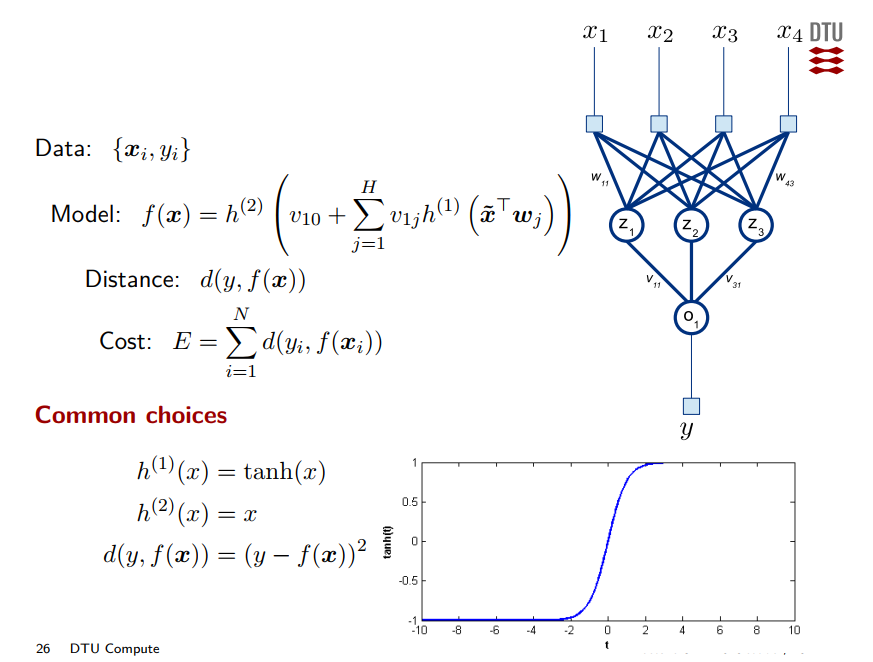 x₁ x₂ x₃ x₄ DTU
Data: {𝒙ᵢ, yᵢ}
Model: f(𝒙) = h⁽²⁾ ( v₁₀ + ∑_{j=1}^{H} v₁ⱼ h⁽¹⁾ ( x̃^⊤ 𝒘ⱼ ) )
Distance: d(y, f(𝒙))
Cost: E = ∑_{i=1}^{N} d(yᵢ, f(𝒙ᵢ))
w₁₁ w₄₃
z₁ z₂ z₃
v₁₁ v₃₁
o₁
y
Common choices
h⁽¹⁾(x) = tanh(x)
h⁽²⁾(x) = x
d(y, f(𝒙)) = (y − f(𝒙))²
tanh(t)
1
0.5
0
-0.5
-1
-10 -8 -6 -4 -2 0 2 4 6 8 10
t
26 DTU Compute